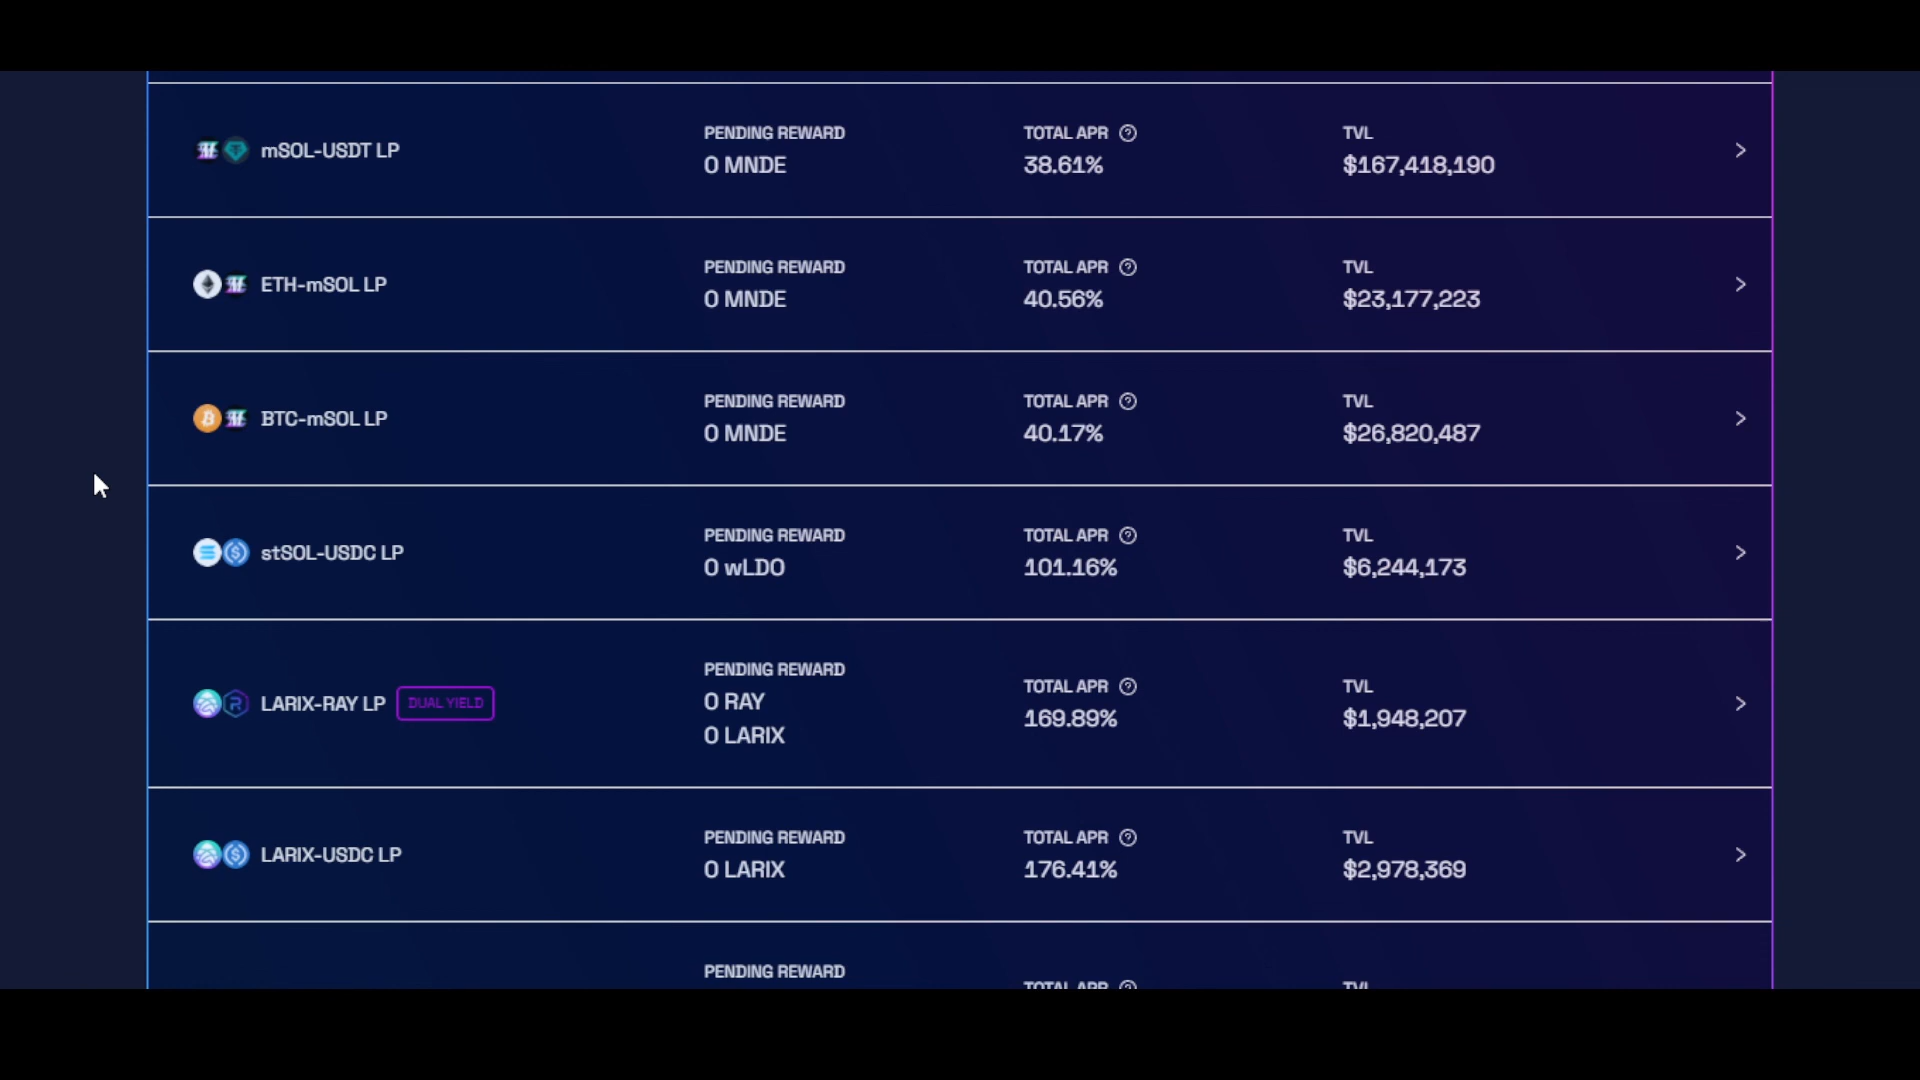 mSOL-USDT LP
PENDING REWARD
0 MNDE
TOTAL APR
38.61%
TVL
$167,418,190
ETH-mSOL LP
PENDING REWARD
0 MNDE
TOTAL APR
40.56%
TVL
$23,177,223
BTC-mSOL LP
PENDING REWARD
0 MNDE
TOTAL APR
40.17%
TVL
$26,820,487
stSOL-USDC LP
PENDING REWARD
0 wLDO
TOTAL APR
101.16%
TVL
$6,244,173
LARIX-RAY LP
DUAL YIELD
PENDING REWARD
0 RAY
0 LARIX
TOTAL APR
169.89%
TVL
$1,948,207
LARIX-USDC LP
PENDING REWARD
0 LARIX
TOTAL APR
176.41%
TVL
$2,978,369
PENDING REWARD
TOTAL APR
TVL